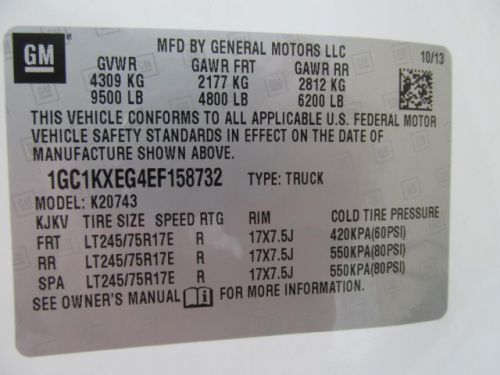 GM
MFD BY GENERAL MOTORS LLC
10/13
GVWR GAWR FRT GAWR RR
4309 KG 2177 KG 2812 KG
9500 LB 4800 LB 6200 LB
THIS VEHICLE CONFORMS TO ALL APPLICABLE U.S. FEDERAL MOTOR
VEHICLE SAFETY STANDARDS IN EFFECT ON THE DATE OF
MANUFACTURE SHOWN ABOVE.
1GC1KXEG4EF158732 TYPE: TRUCK
MODEL: K20743
KJKV TIRE SIZE SPEED RTG RIM COLD TIRE PRESSURE
FRT LT245/75R17E R 17X7.5J 420KPA(60PSI)
RR LT245/75R17E R 17X7.5J 550KPA(80PSI)
SPA LT245/75R17E R 17X7.5J 550KPA(80PSI)
SEE OWNER'S MANUAL FOR MORE INFORMATION.